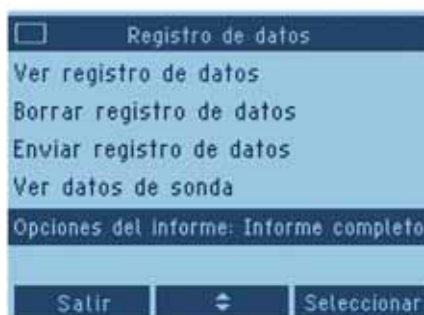 Registro de datos
Ver registro de datos
Borrar registro de datos
Enviar registro de datos
Ver datos de sonda
Opciones del informe: Informe completo
Salir
Seleccionar